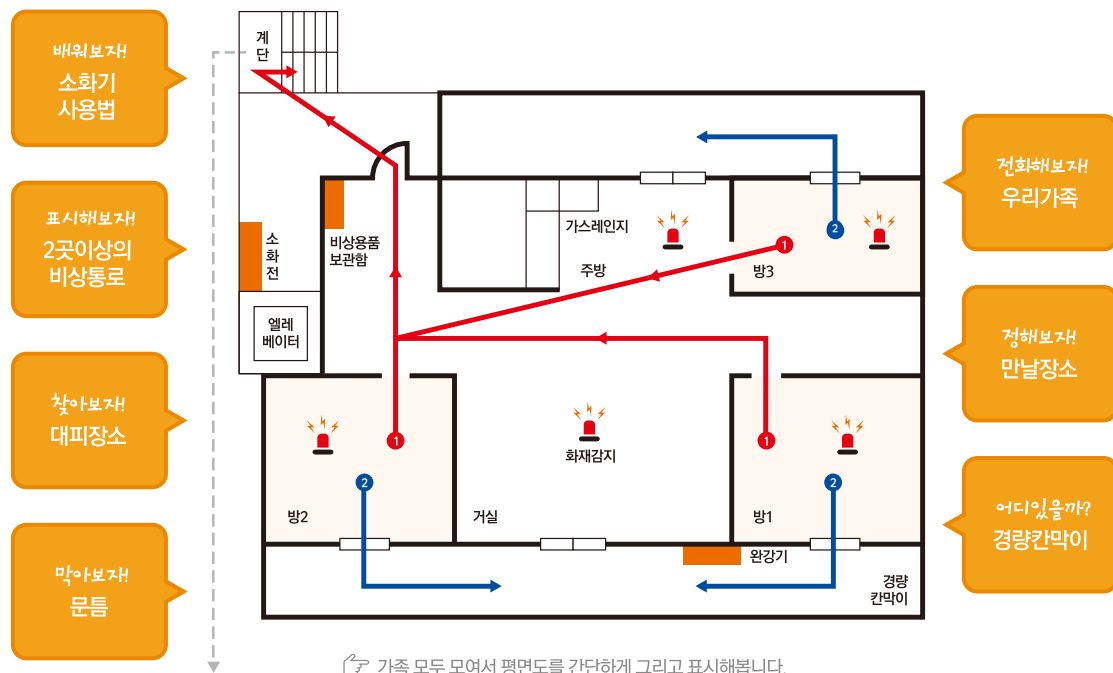 배워보자!
소화기
사용법
표시해보자!
2곳이상의
비상통로
찾아보자!
대피장소
막아보자!
문틈
계
단
소
화
전
비상용품
보관함
엘레
베이터
가스레인지
주방
2
1
방3
1
화재감지
1
2
2
방2
거실
방1
완강기
경량
칸막이
전화해보자!
우리가족
정해보자!
만날장소
어디있을까?
경량칸막이
가족 모두 모여서 평면도를 간단하게 그리고 표시해봅니다.